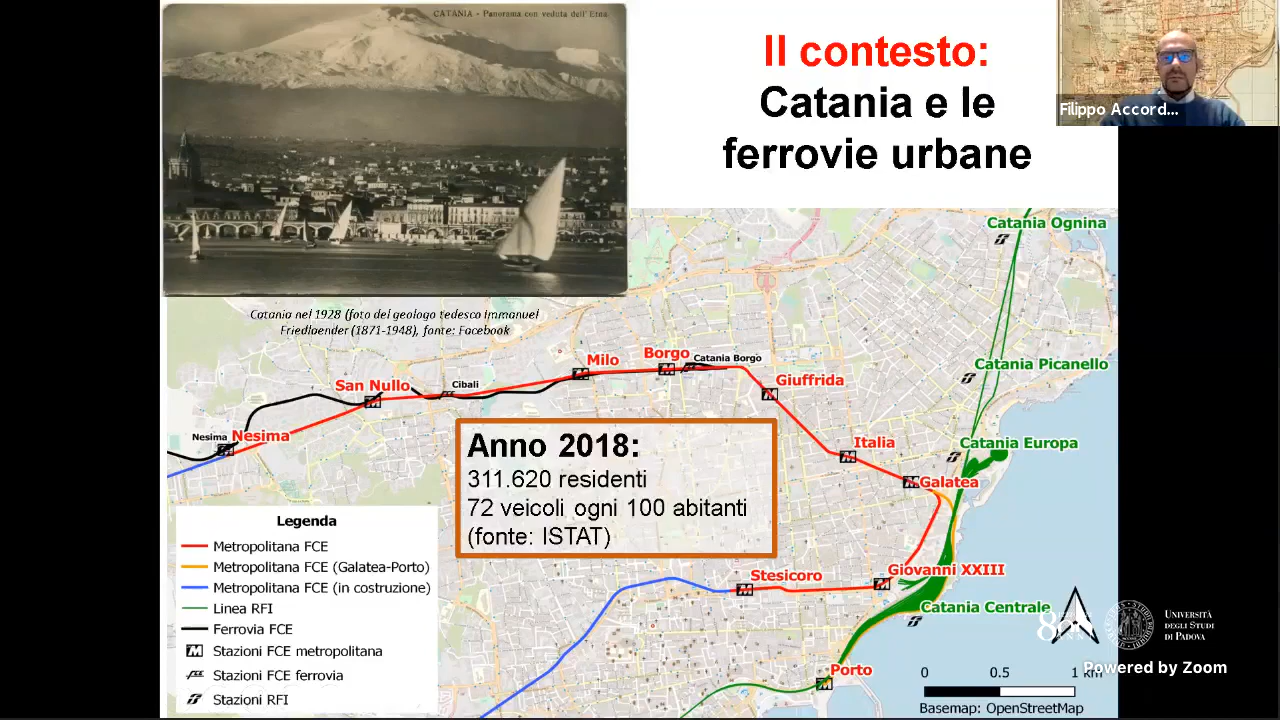 CATANIA - Panorama con veduta dell'Etna
Il contesto:
Catania e le
ferrovie urbane
Filippo Accord...
Catania nel 1928 (foto del geologo tedesco Immanuel
Friedlaender (1871-1948), fonte: Facebook
Catania Ognina
Catania Picanello
Milo
Borgo
Catania Borgo
San Nullo
Cibali
Giuffrida
Nesima
Nesima
Italia
Catania Europa
Galatea
Anno 2018:
311.620 residenti
72 veicoli ogni 100 abitanti
(fonte: ISTAT)
Stesicoro
Giovanni XXIII
Catania Centrale
Porto
Legenda
Metropolitana FCE
Metropolitana FCE (Galatea-Porto)
Metropolitana FCE (in costruzione)
Linea RFI
Ferrovia FCE
Stazioni FCE metropolitana
Stazioni FCE ferrovia
Stazioni RFI
0 0.5 1 km
Basemap: OpenStreetMap
Università
degli Studi
di Padova
Powered by Zoom